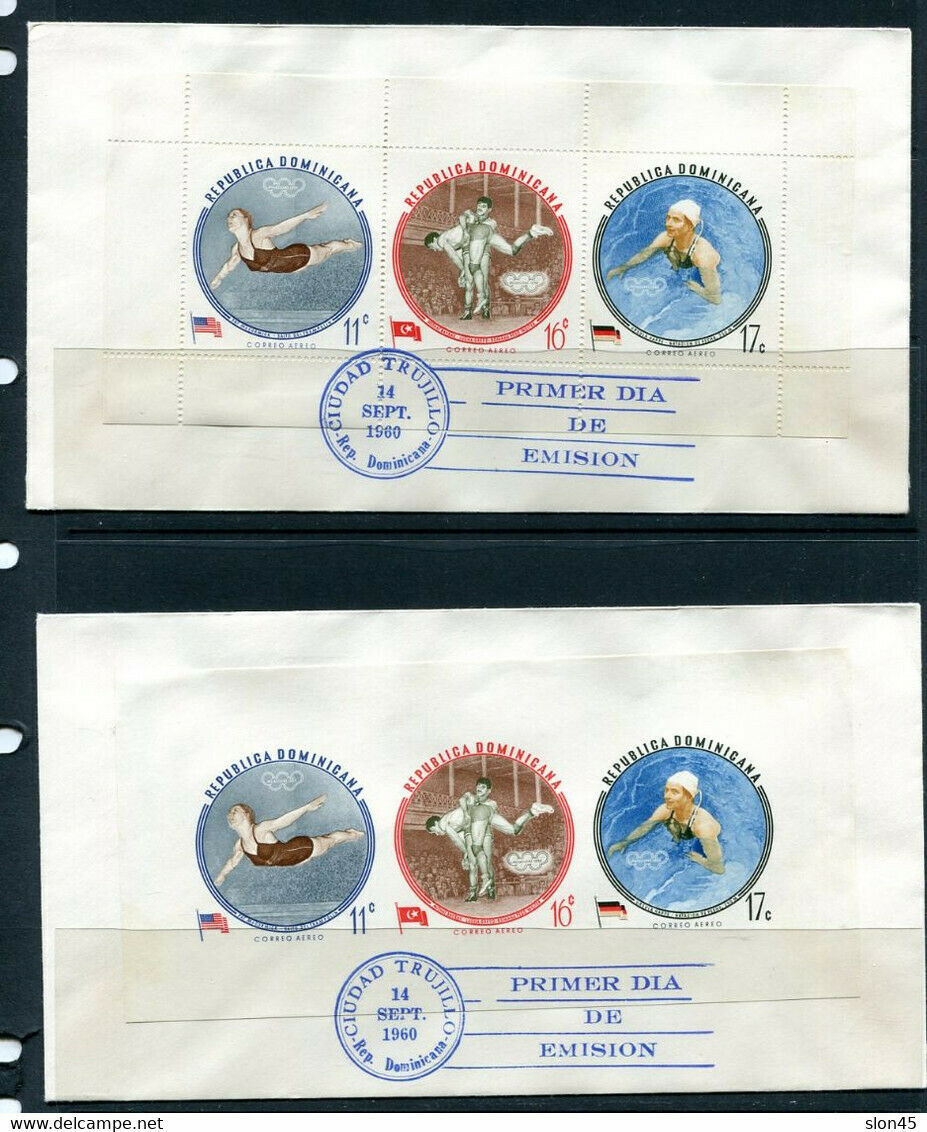 REPUBLICA DOMINICANA
11c
CORREO AEREO
REPUBLICA DOMINICANA
16c
CORREO AEREO
REPUBLICA DOMINICANA
17c
CORREO AEREO
CIUDAD TRUJILLO
14
SEPT.
1960
-Rep. Dominicana-
PRIMER DIA
DE
EMISION
REPUBLICA DOMINICANA
11c
CORREO AEREO
REPUBLICA DOMINICANA
16c
CORREO AEREO
REPUBLICA DOMINICANA
17c
CORREO AEREO
CIUDAD TRUJILLO
14
SEPT.
1960
-Rep. Dominicana-
PRIMER DIA
DE
EMISION
delcampe.net
slon45